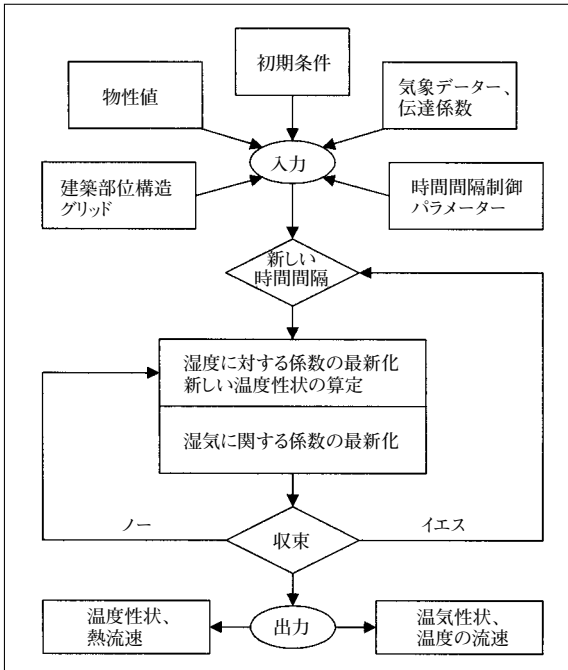 初期条件
物性値
気象データー、
伝達係数
入力
建築部位構造
グリッド
時間間隔制御
パラメーター
新しい
時間間隔
湿度に対する係数の最新化
新しい温度性状の算定
湿気に関する係数の最新化
ノー
収束
イエス
温度性状、
熱流速
出力
温気性状、
温度の流速